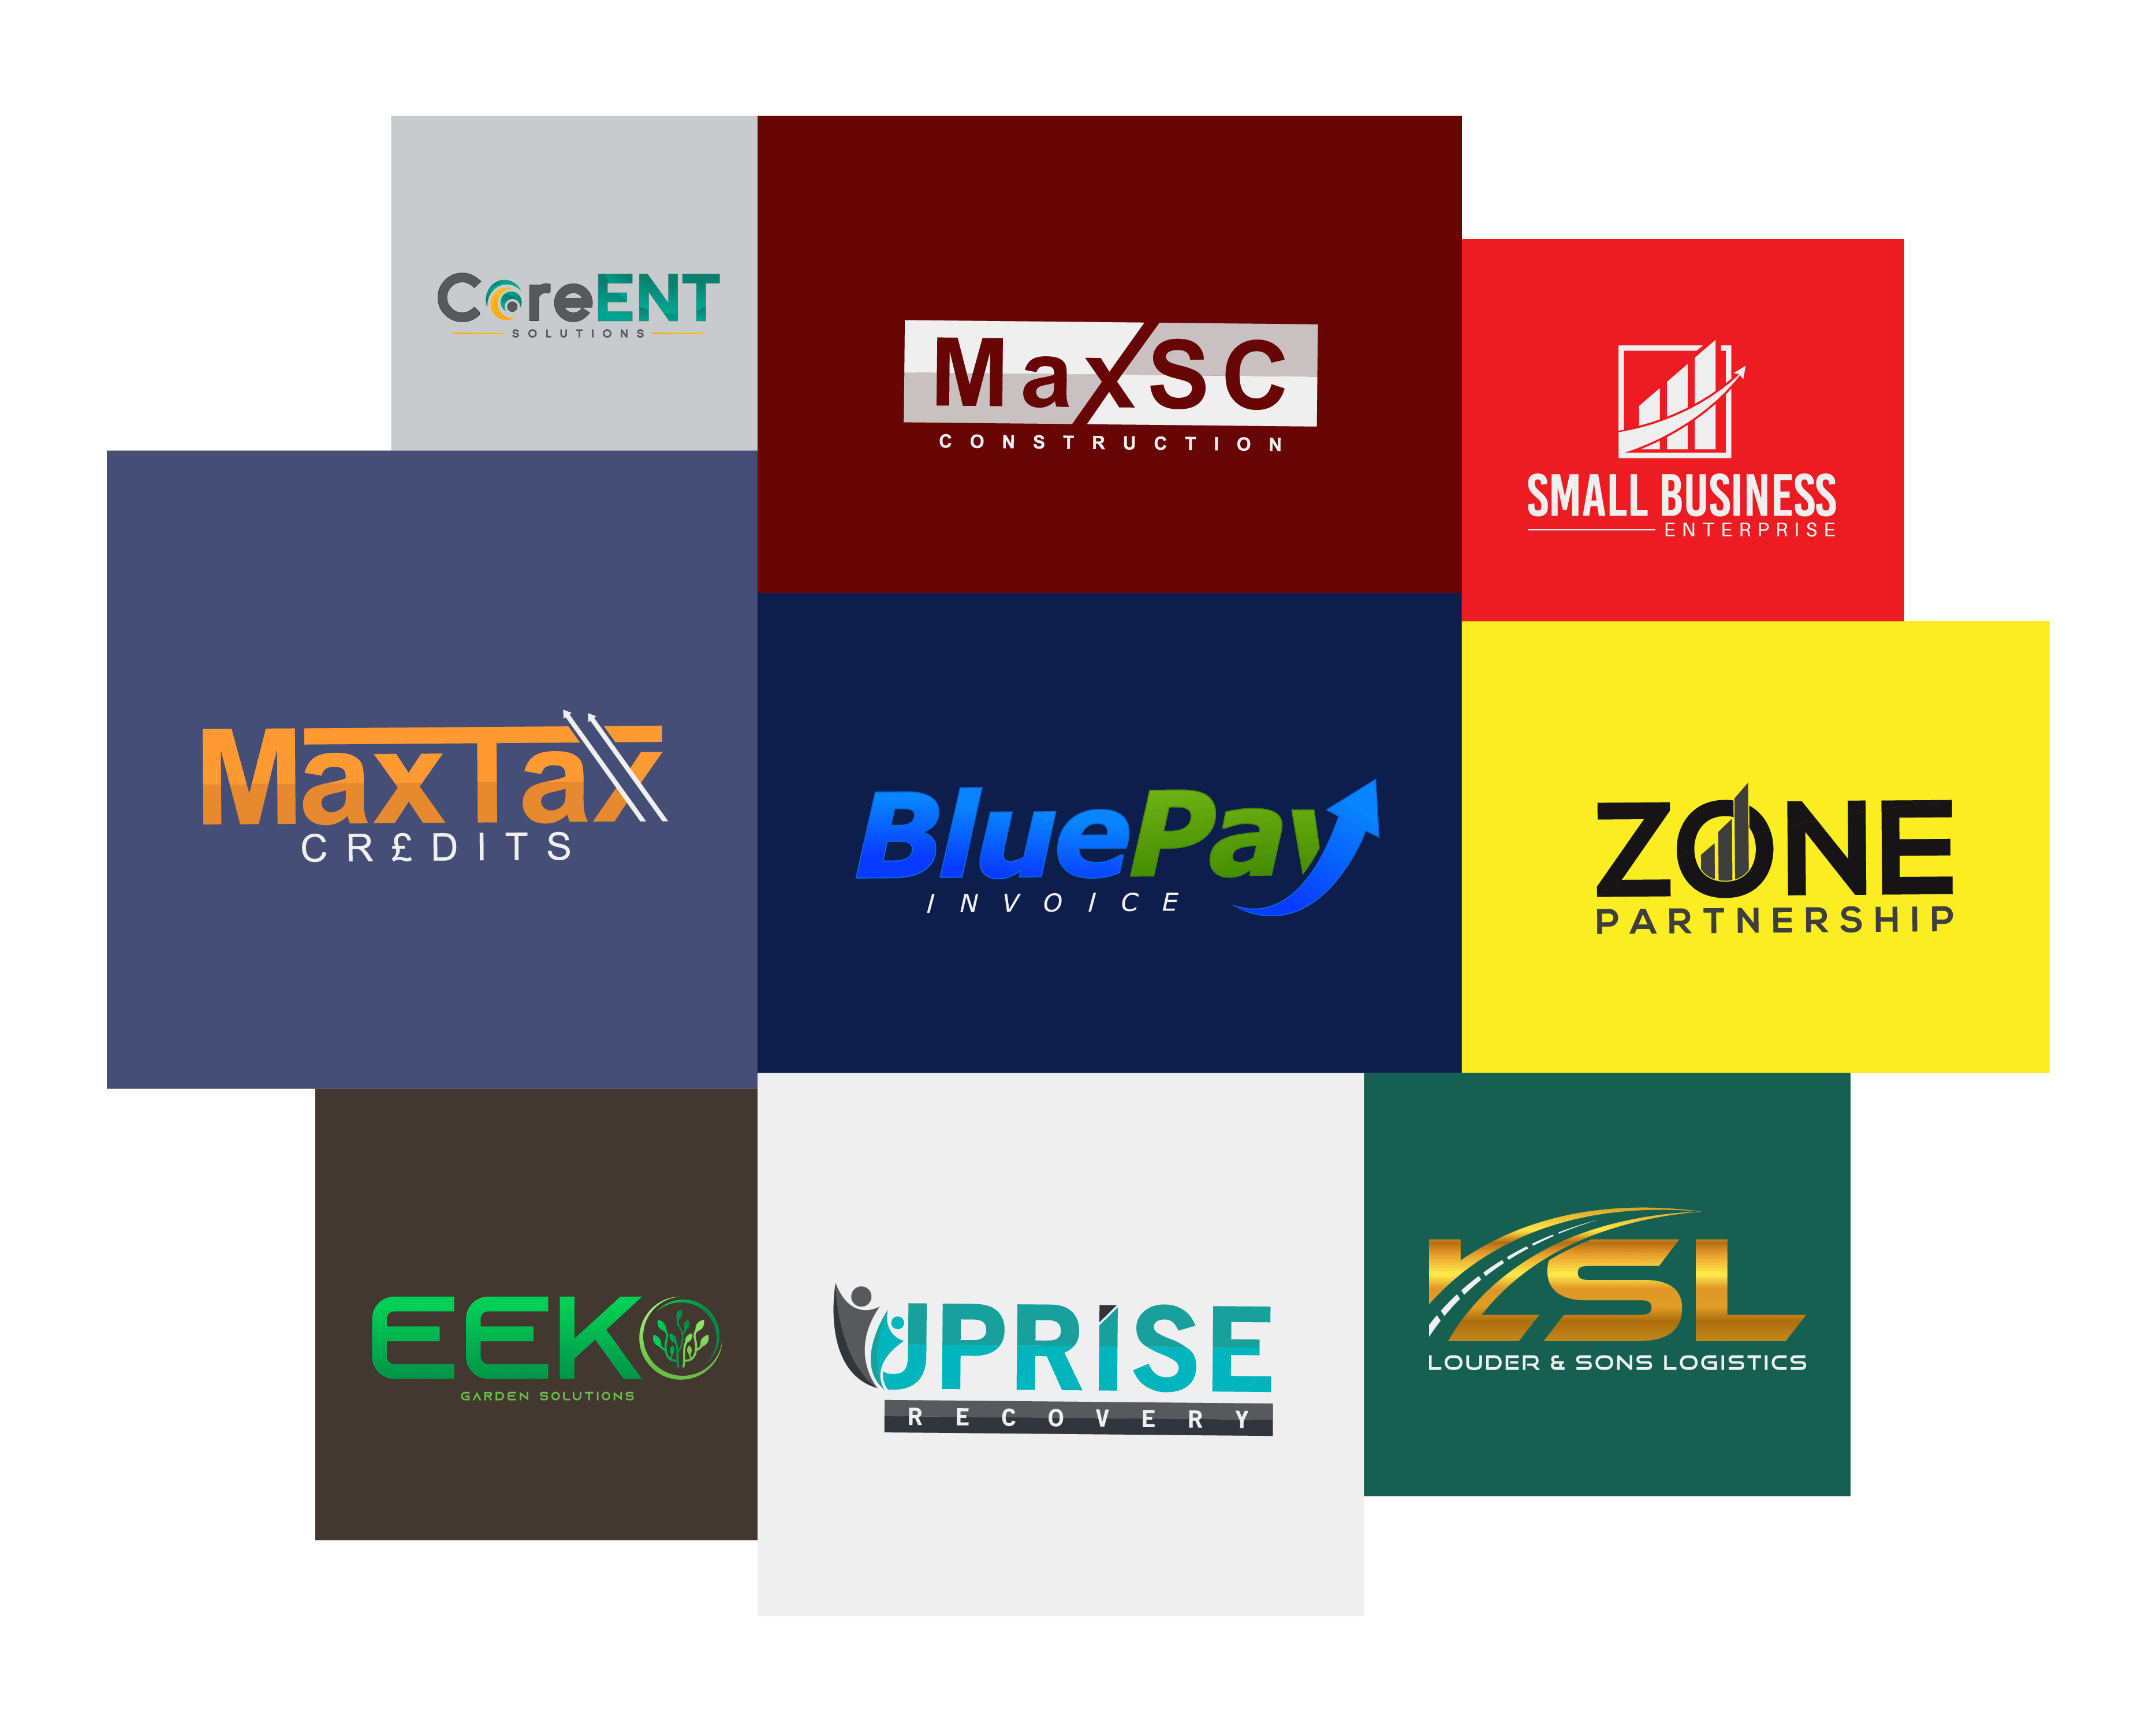 CoreENT
SOLUTIONS
MaxSC
CONSTRUCTION
SMALL BUSINESS
ENTERPRISE
MaxTax
CR£DITS
BluePay
INVOICE
ZONE
PARTNERSHIP
EEKO
GARDEN SOLUTIONS
UPRISE
RECOVERY
LSL
LOUDER & SONS LOGISTICS